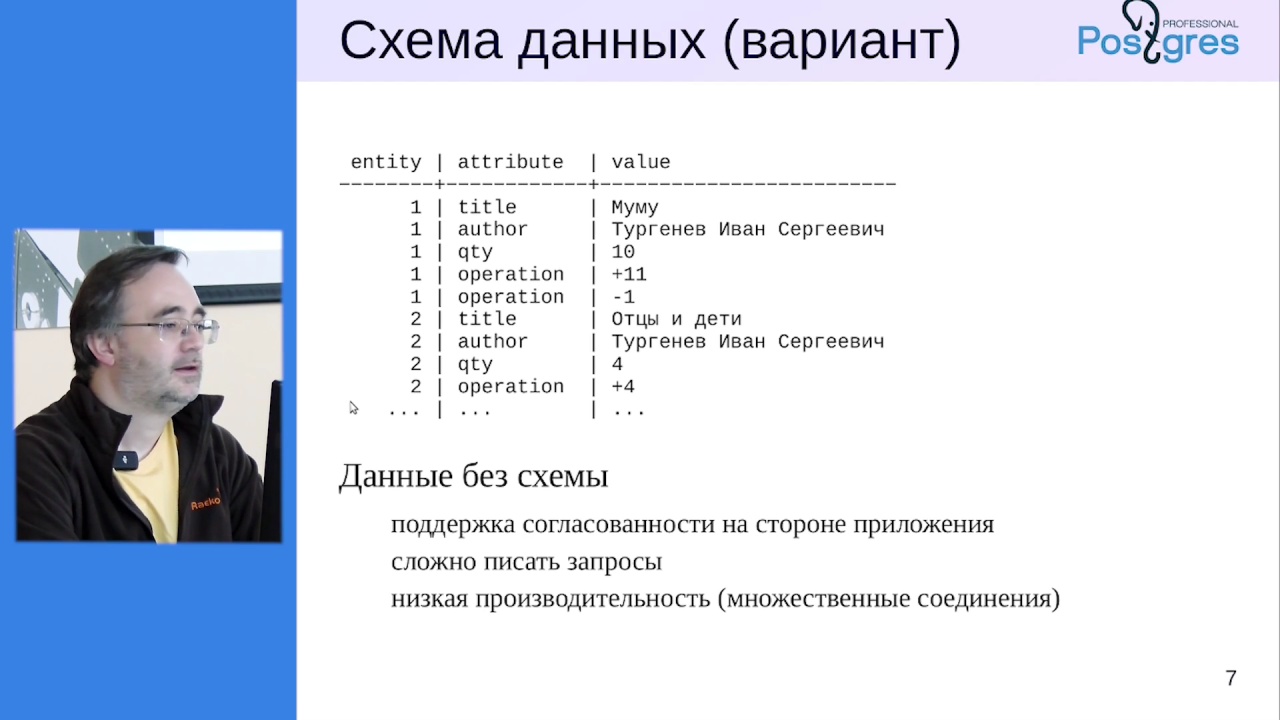 Схема данных (вариант)
PROFESSIONAL
Postgres
entity | attribute | value
--------+------------+-------------------------
1 | title | Муму
1 | author | Тургенев Иван Сергеевич
1 | qty | 10
1 | operation | +11
1 | operation | -1
2 | title | Отцы и дети
2 | author | Тургенев Иван Сергеевич
2 | qty | 4
2 | operation | +4
... | ... | ...
Данные без схемы
поддержка согласованности на стороне приложения
сложно писать запросы
низкая производительность (множественные соединения)
7